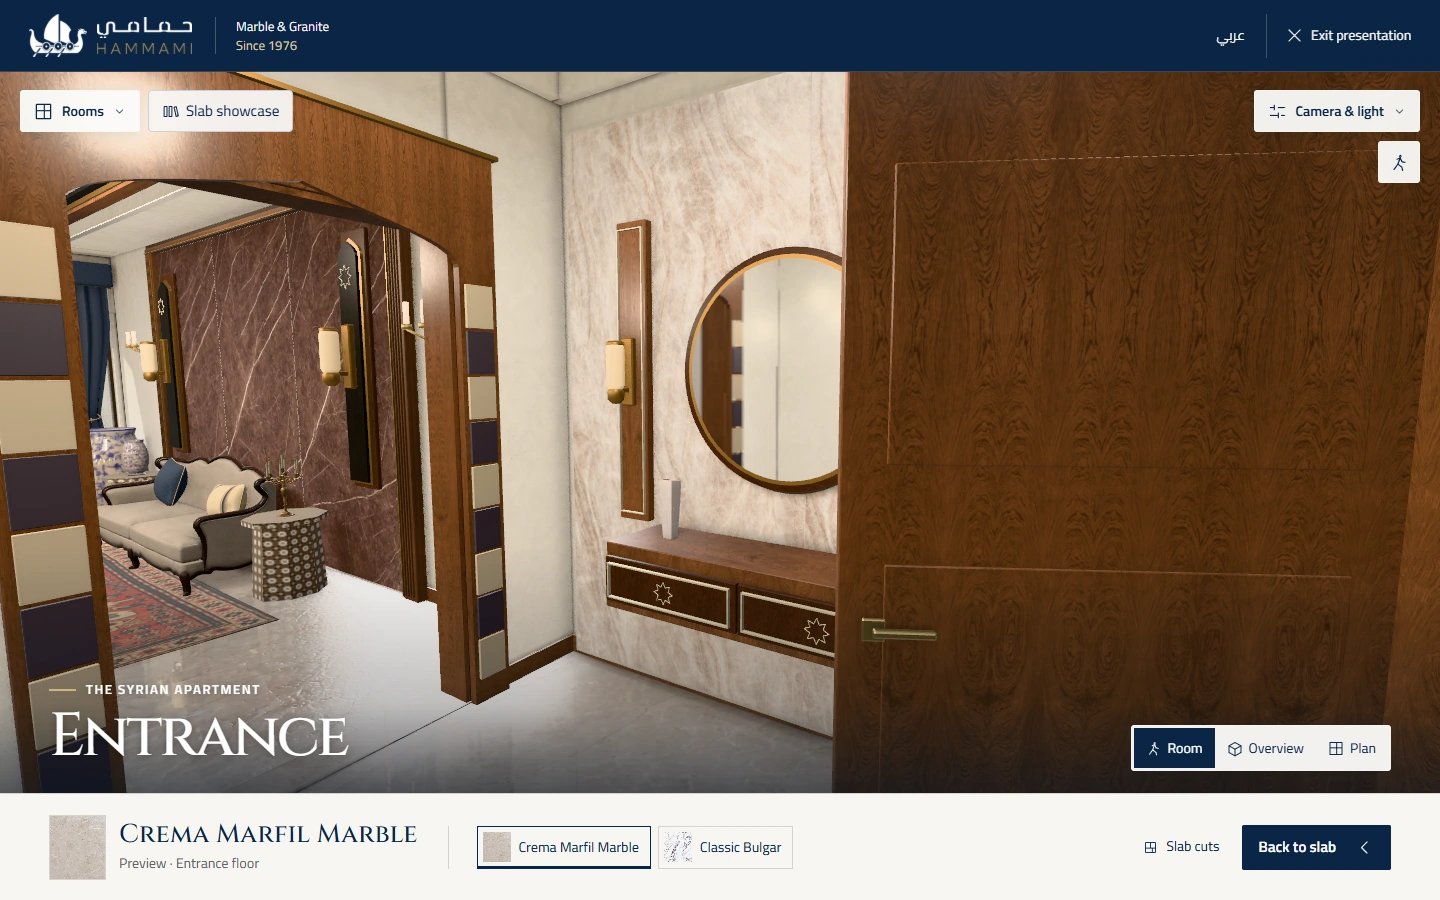 حمامي
HAMMAMI
Marble & Granite
Since 1976
عربي
Exit presentation
Rooms
Slab showcase
Camera & light
THE SYRIAN APARTMENT
ENTRANCE
Room
Overview
Plan
CREMA MARFIL MARBLE
Preview · Entrance floor
Crema Marfil Marble
Classic Bulgar
Slab cuts
Back to slab